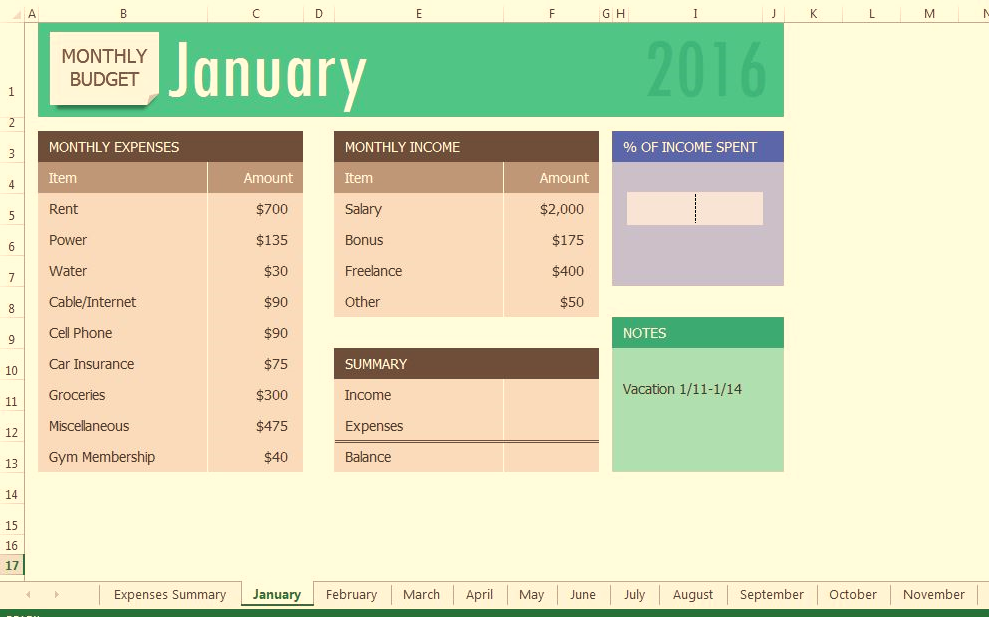 A B C D E F G H I J K L M
1 MONTHLY BUDGET January 2016
2
3 MONTHLY EXPENSES MONTHLY INCOME % OF INCOME SPENT
4 Item Amount Item Amount
5 Rent $700 Salary $2,000
6 Power $135 Bonus $175
7 Water $30 Freelance $400
8 Cable/Internet $90 Other $50
9 Cell Phone $90 NOTES
10 Car Insurance $75 SUMMARY
11 Groceries $300 Income Vacation 1/11-1/14
12 Miscellaneous $475 Expenses
13 Gym Membership $40 Balance
14
15
16
17
Expenses Summary January February March April May June July August September October November